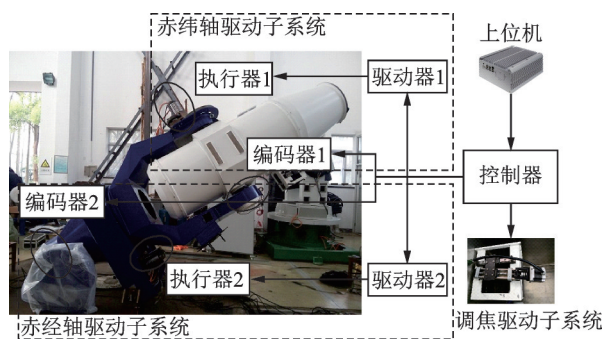 赤纬轴驱动子系统
上位机
执行器1
驱动器1
编码器1
控制器
编码器2
执行器2
驱动器2
赤经轴驱动子系统
调焦驱动子系统